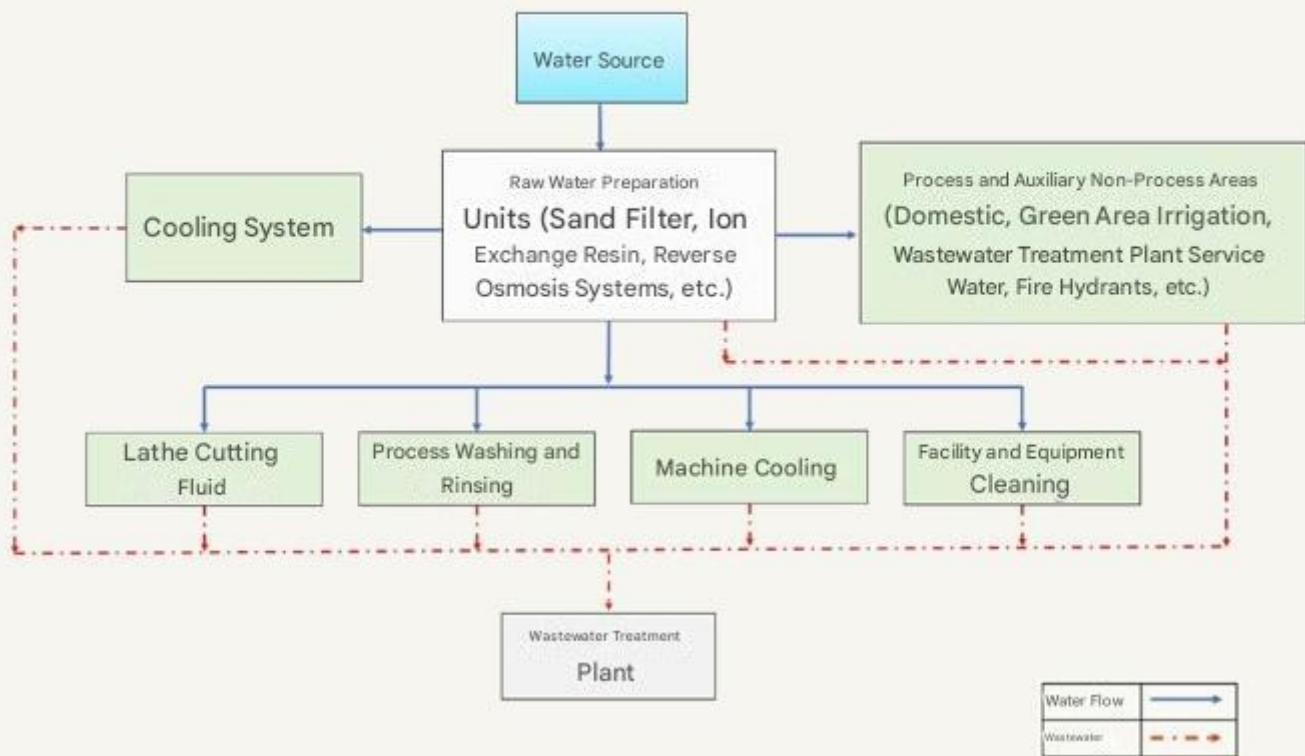 Water Source
Raw Water Preparation
Units (Sand Filter, Ion
Exchange Resin, Reverse
Osmosis Systems, etc.)
Cooling System
Process and Auxiliary Non-Process Areas
(Domestic, Green Area Irrigation,
Wastewater Treatment Plant Service
Water, Fire Hydrants, etc.)
Lathe Cutting
Fluid
Process Washing and
Rinsing
Machine Cooling
Facility and Equipment
Cleaning
Wastewater Treatment
Plant
Water Flow
Wastewater